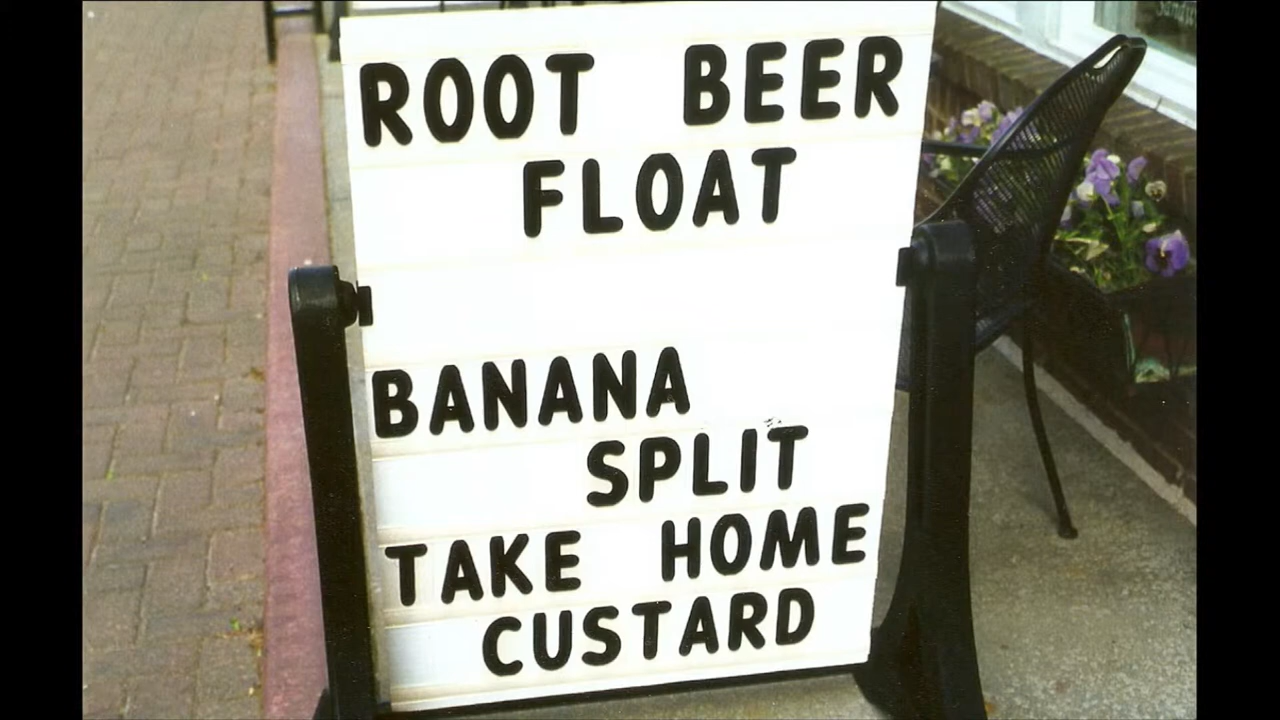 ROOT BEER
FLOAT
BANANA
SPLIT
TAKE HOME
CUSTARD